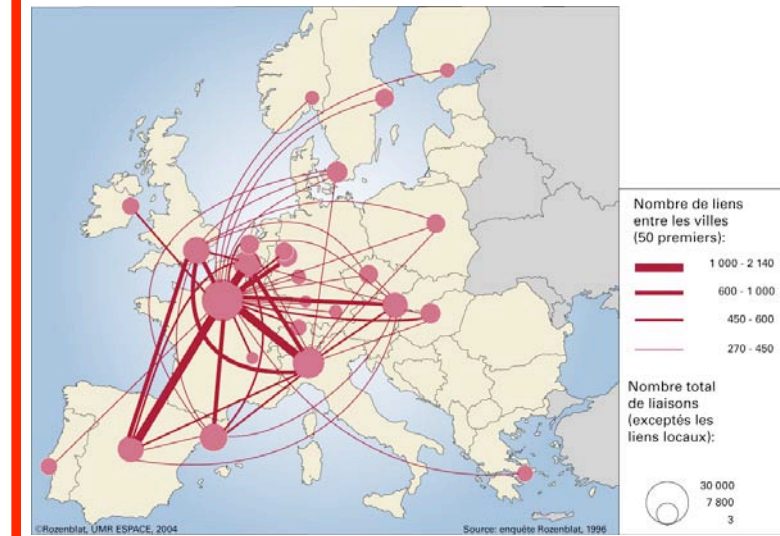 Nombre de liens
entre les villes
(50 premiers):
1 000 - 2 140
600 - 1 000
450 - 600
270 - 450
Nombre total
de liaisons
(exceptés les
liens locaux):
30 000
7 800
3
©Rozenblat, UMR ESPACE, 2004
Source: enquête Rozenblat, 1996